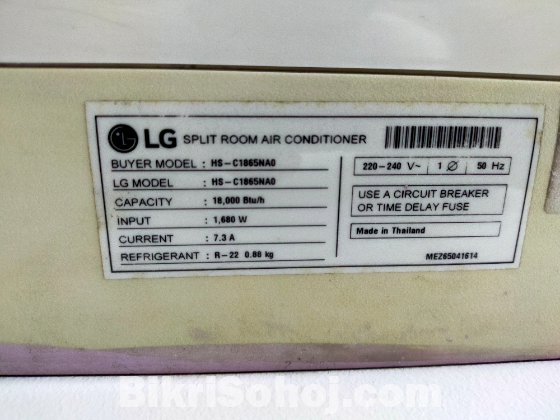 LG SPLIT ROOM AIR CONDITIONER
BUYER MODEL : HS-C1865NA0
LG MODEL : HS-C1865NA0
CAPACITY : 18,000 Btu/h
INPUT : 1,680 W
CURRENT : 7.3 A
REFRIGERANT : R-22 0.88 kg
220-240 V~ 1 Ø 50 Hz
USE A CIRCUIT BREAKER
OR TIME DELAY FUSE
Made in Thailand
MEZ65041614
BikriSohoj.com